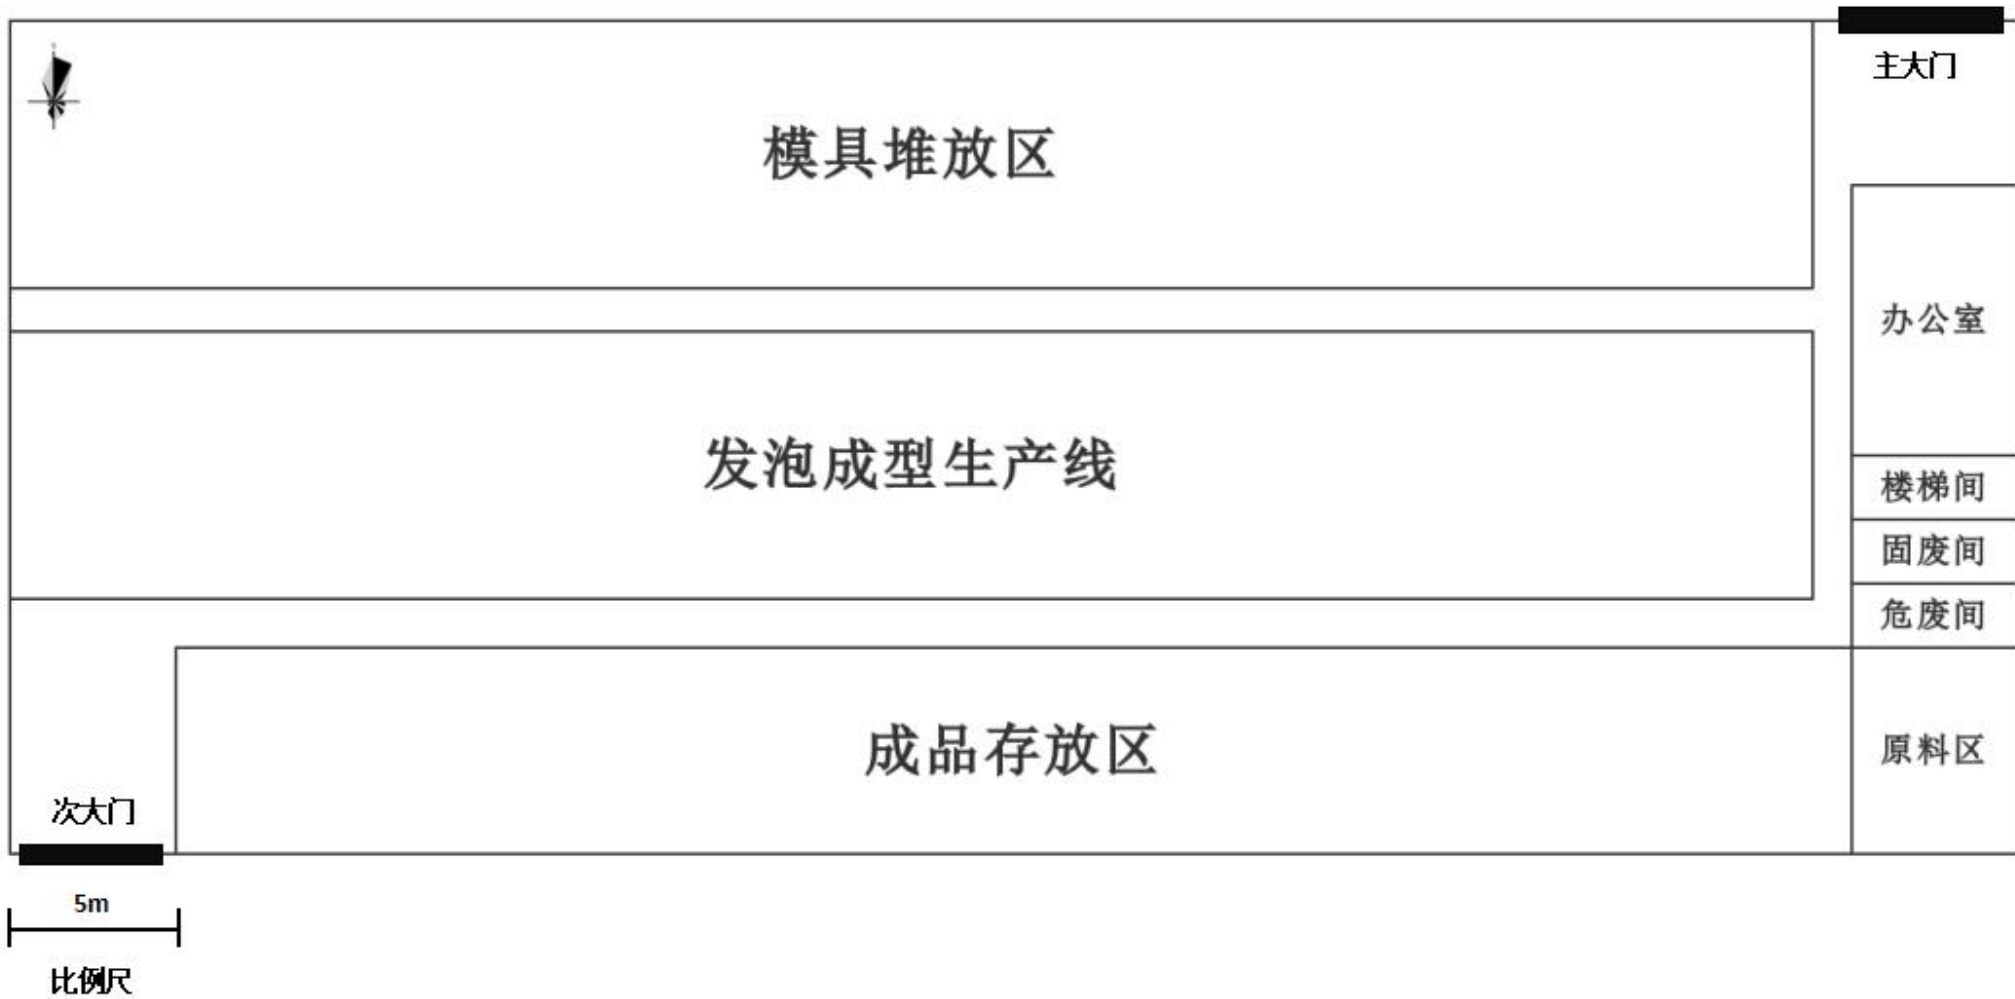 主大门
模具堆放区
办公室
发泡成型生产线
楼梯间
固废间
危废间
成品存放区
原料区
次大门
5m
比例尺